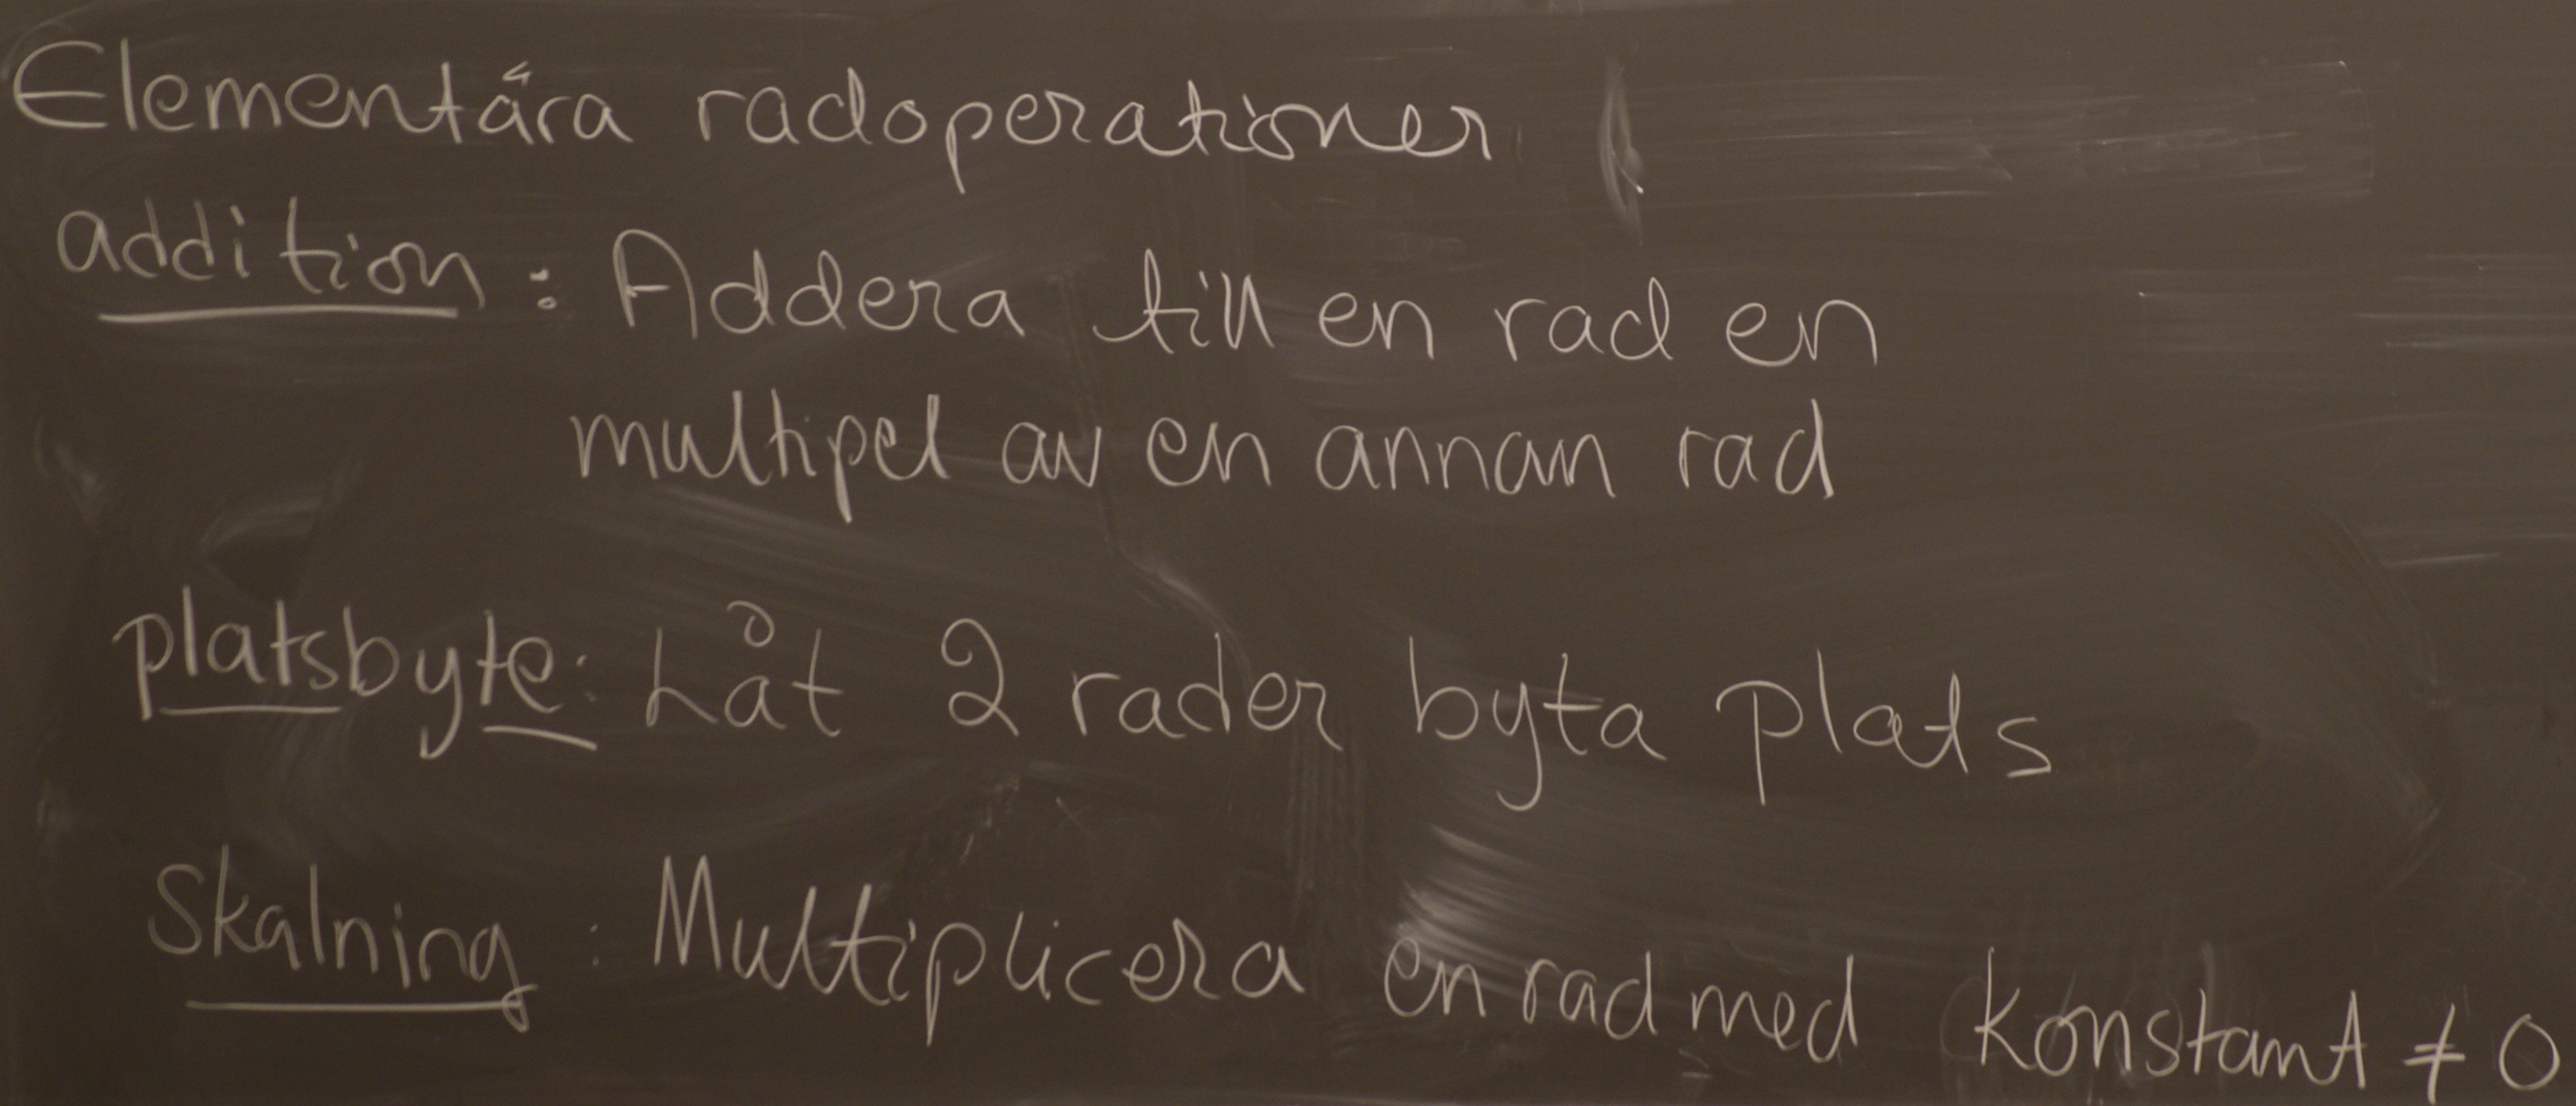 Elementära radoperationer
addition: Addera till en rad en
multipel av en annan rad
platsbyte: Låt 2 rader byta plats
Skalning: Multiplicera en rad med konstant ≠ 0